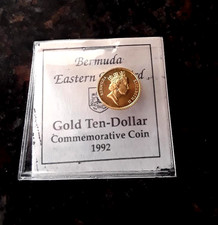 Bermuda
Eastern
Gold Ten-Dollar
Commemorative Coin
1992